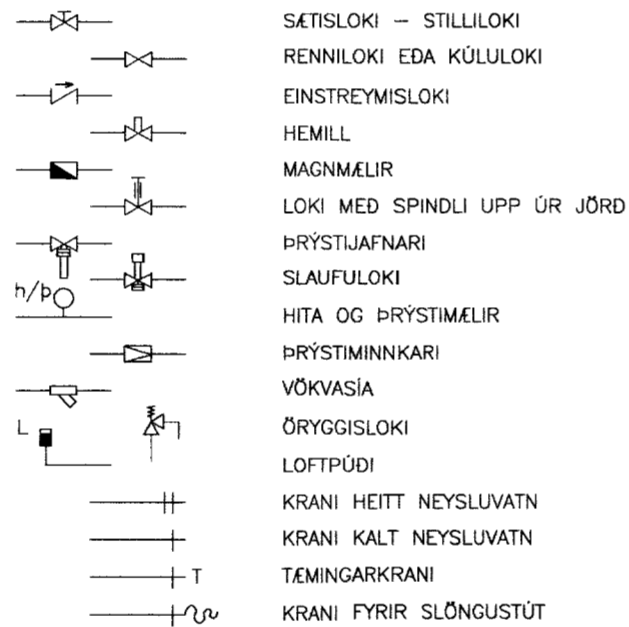 SÆTISLOKI – STILLILOKI
RENNILOKI EÐA KÚLULOKI
EINSTREYMISLOKI
HEMILL
MAGNMÆLIR
LOKI MEÐ SPINDLI UPP ÚR JÖRÐ
ÞRÝSTIJAFNARI
SLAUFULOKI
h/þ HITA OG ÞRÝSTIMÆLIR
ÞRÝSTIMINNKARI
VÖKVASÍA
L ÖRYGGISLOKI
LOFTPÚÐI
KRANI HEITT NEYSLUVATN
KRANI KALT NEYSLUVATN
T TÆMINGARKRANI
KRANI FYRIR SLÖNGUSTÚT